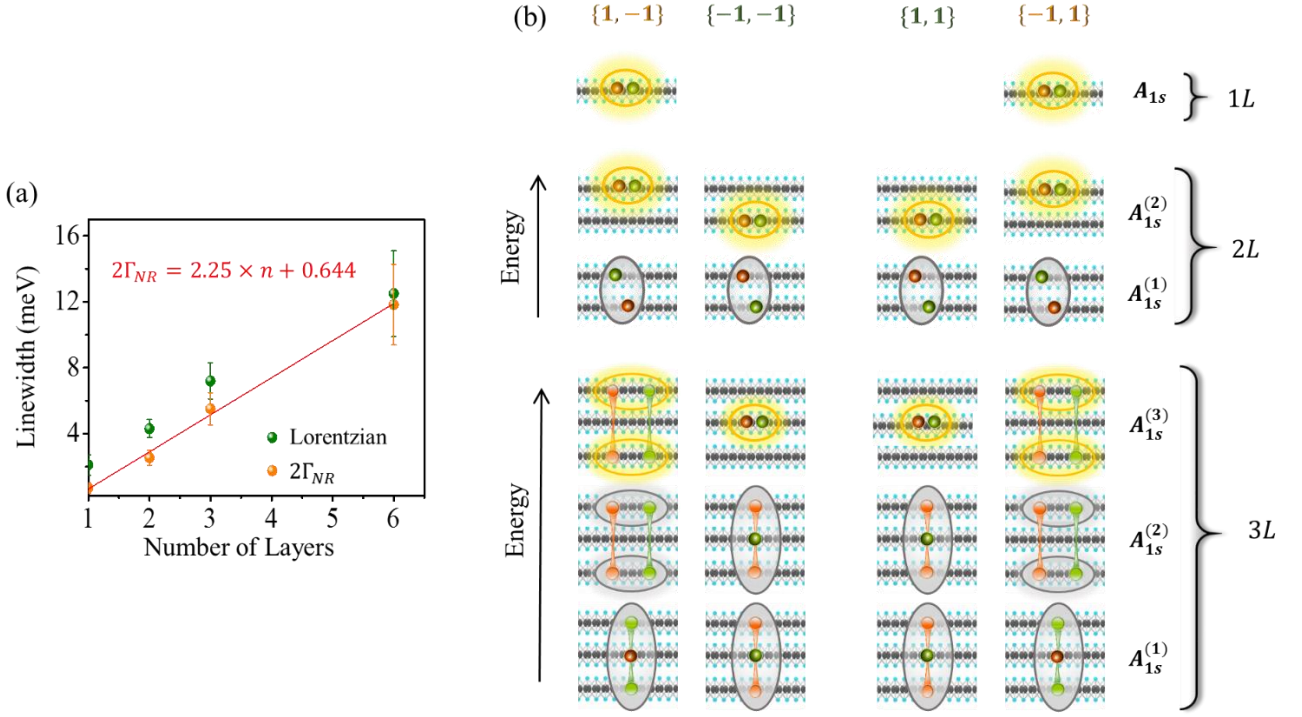 (a)
Linewidth (meV)
16
12
8
4
2Γ_NR = 2.25 × n + 0.644
Lorentzian
2Γ_NR
1 2 3 4 5 6
Number of Layers
(b)
{1, −1} {−1, −1} {1, 1} {−1, 1}
A_1s 1L
Energy
A_1s^(2)
A_1s^(1)
2L
Energy
A_1s^(3)
A_1s^(2)
A_1s^(1)
3L